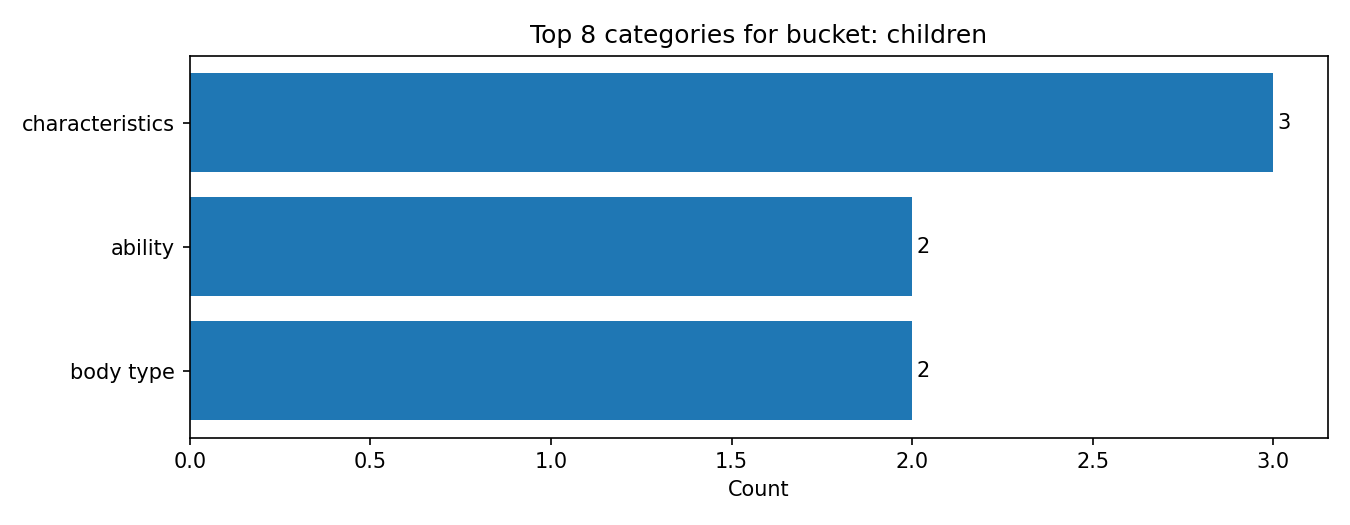 Top 8 categories for bucket: children
characteristics
3
ability
2
body type
2
0.0 0.5 1.0 1.5 2.0 2.5 3.0
Count